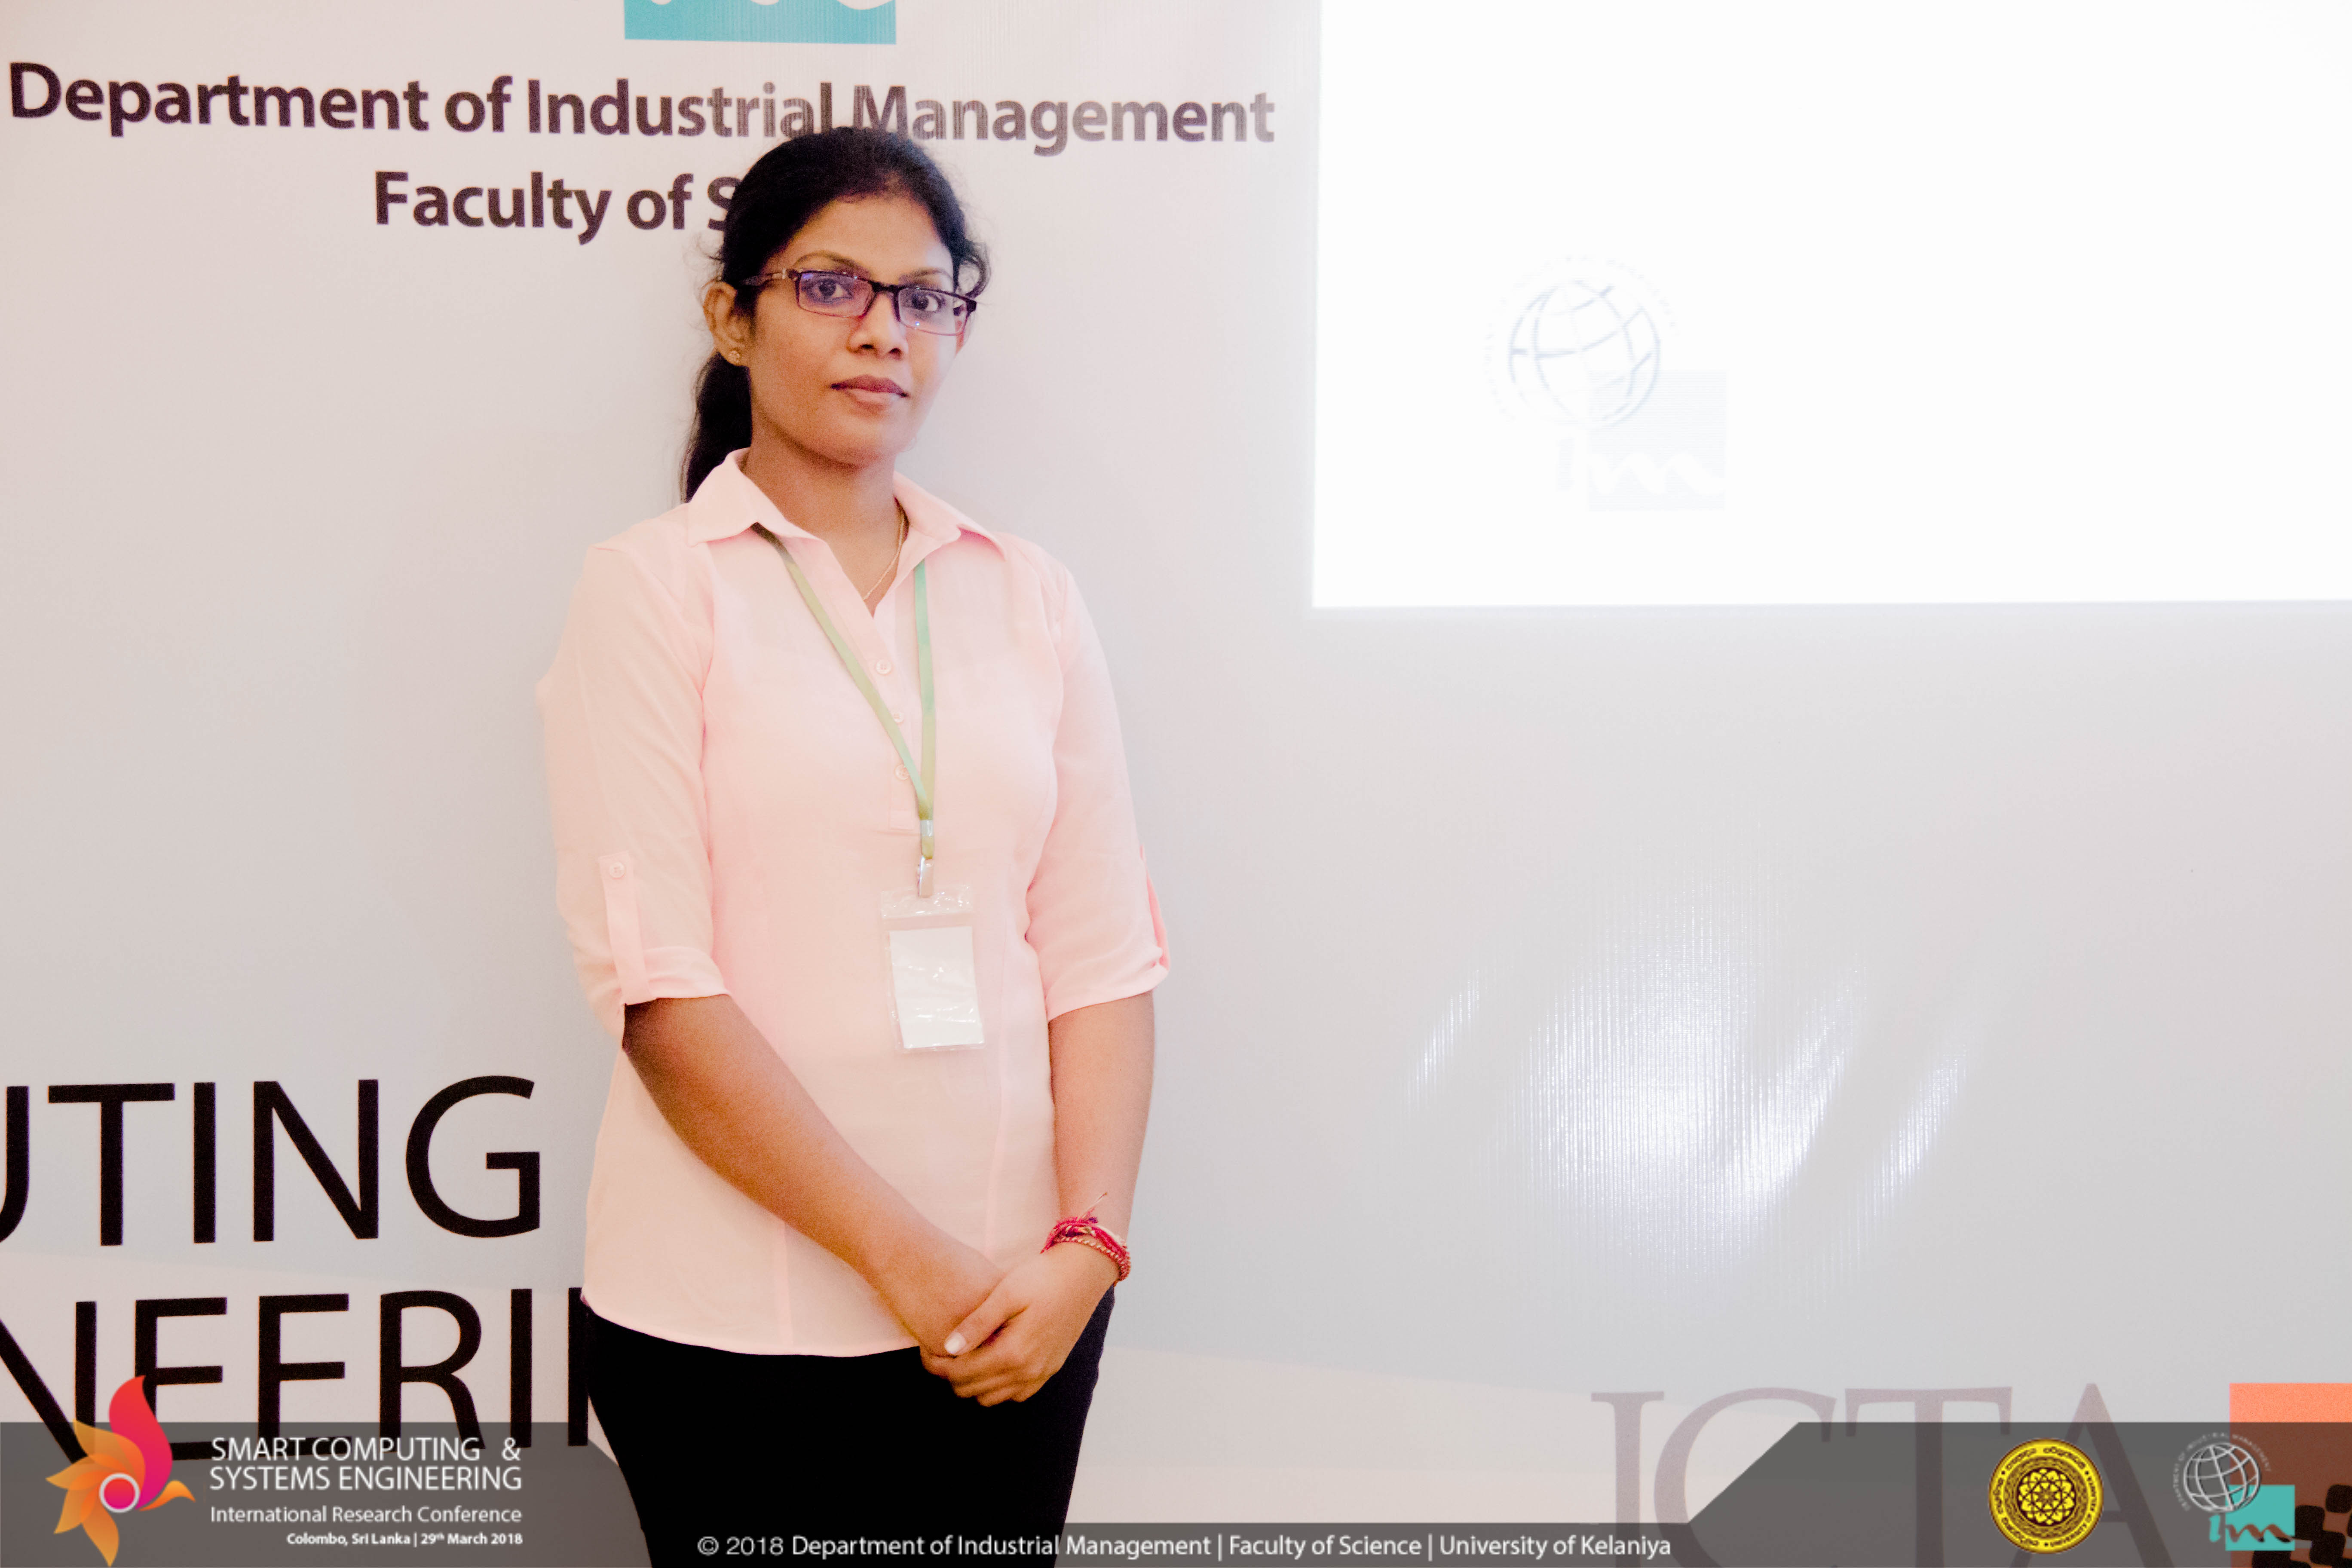 Department of Industrial Management
Faculty of S
UTING
NEERI
ICTA
SMART COMPUTING &
SYSTEMS ENGINEERING
International Research Conference
Colombo, Sri Lanka | 29th March 2018
© 2018 Department of Industrial Management | Faculty of Science | University of Kelaniya
im